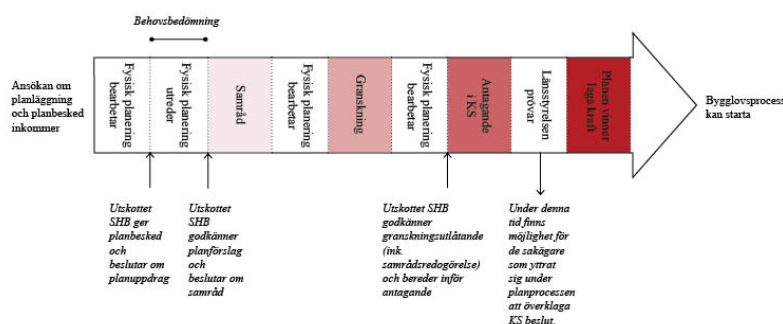 Behovsbedömning
Ansökan om
planläggning
och planbesked
inkommer
Fysisk planering
bearbetar
Fysisk planering
utreder
Samråd
Fysisk planering
bearbetar
Granskning
Fysisk planering
bearbetar
Antagande
i KS
Länsstyrelsen
prövar
Planen vinner
laga kraft
Bygglovsprocess
kan starta
Utskottet
SHB ger
planbesked
och
beslutar om
planuppdrag
Utskottet
SHB
godkänner
planförslag
och
beslutar om
samråd
Utskottet SHB
godkänner
granskningsutlåtande
(ink.
samrådsredogörelse)
och bereder inför
antagande
Under denna
tid finns
möjlighet för
de sakägare
som yttrat
sig under
planprocessen
att överklaga
KS beslut.